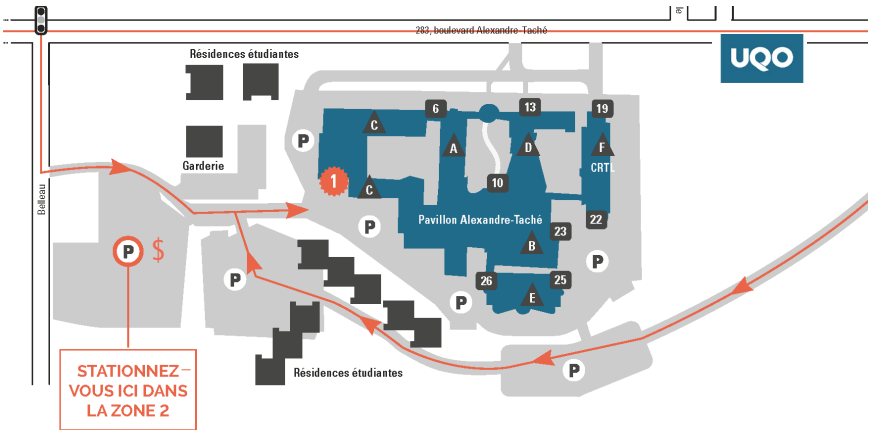 le
283, boulevard Alexandre-Taché
UQO
Résidences étudiantes
6
13
19
P
C
A
D
F
CRTL
Garderie
1
C
10
Belleau
P
Pavillon Alexandre-Taché
22
23
B
P
$
P
P
26
25
E
P
STATIONNEZ–
VOUS ICI DANS
LA ZONE 2
Résidences étudiantes
P